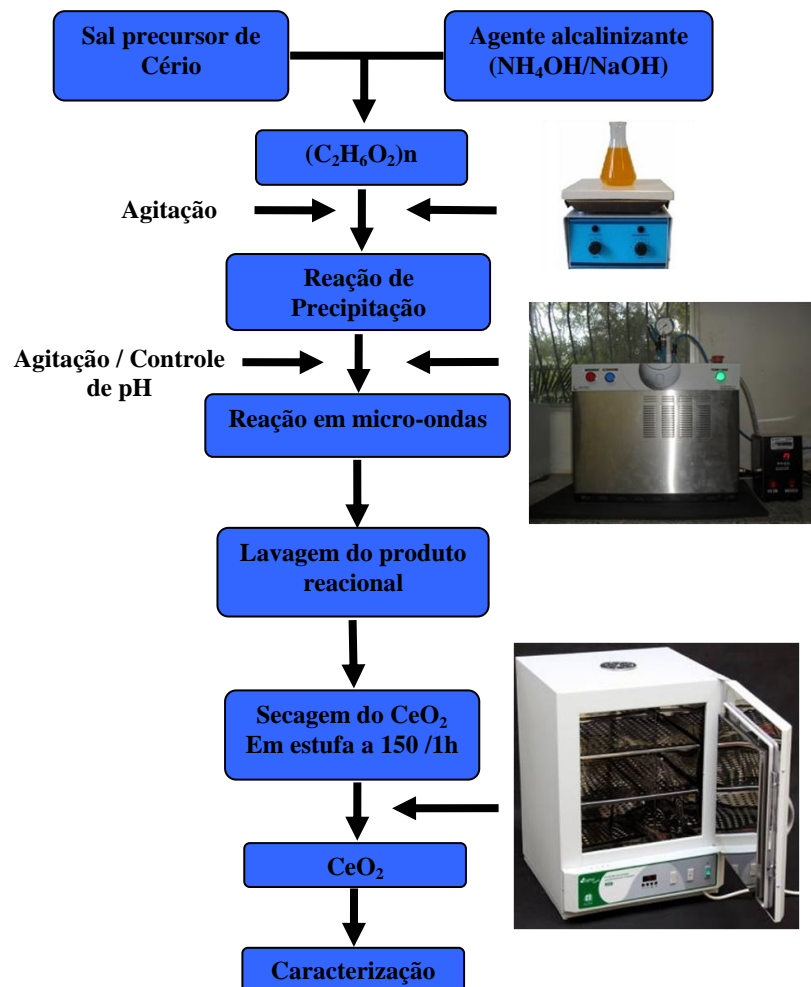 Sal precursor de
Cério
Agente alcalinizante
(NH₄OH/NaOH)
(C₂H₆O₂)n
Agitação
Reação de
Precipitação
Agitação / Controle
de pH
Reação em micro-ondas
Lavagem do produto
reacional
Secagem do CeO₂
Em estufa a 150 /1h
CeO₂
Caracterização